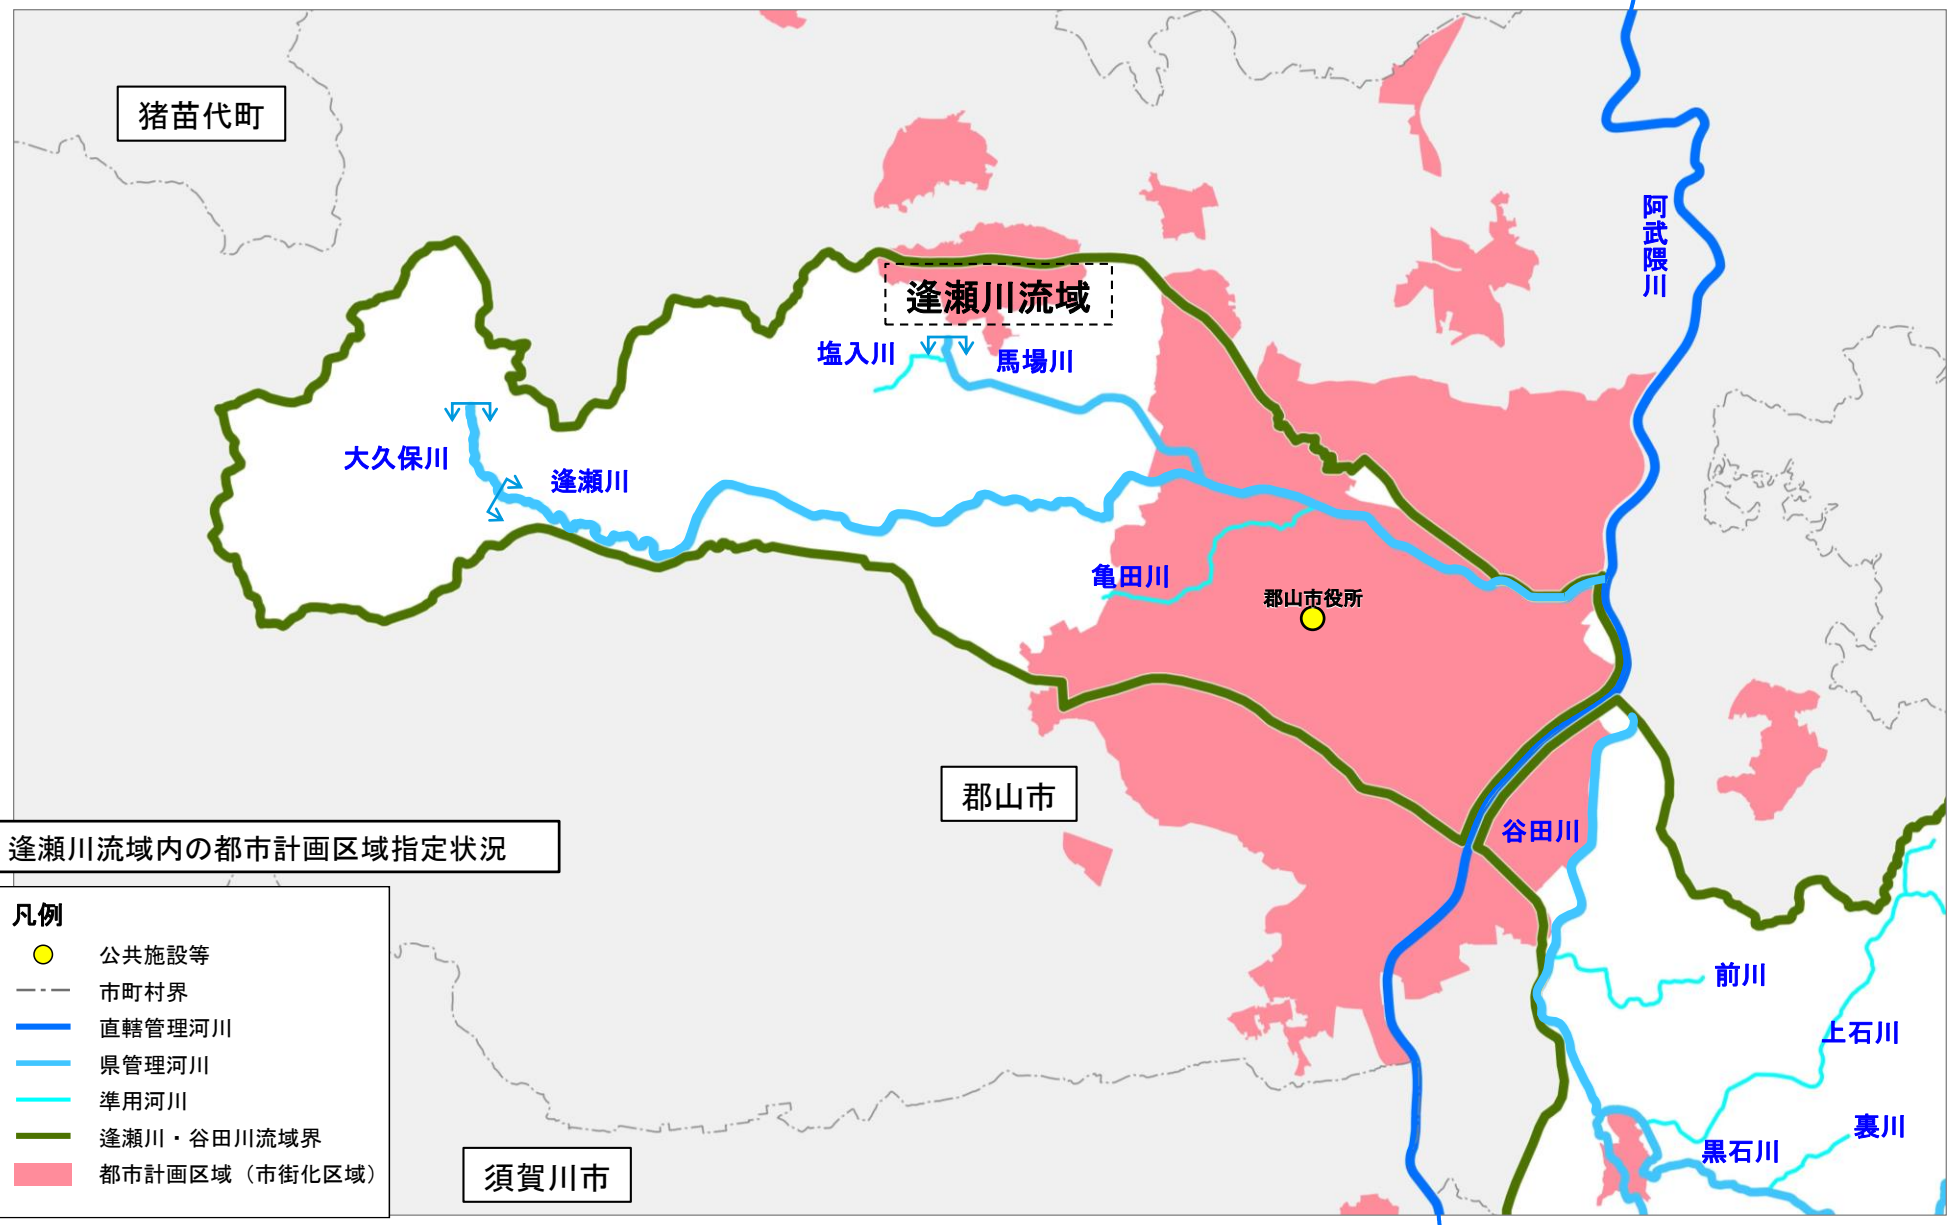 猪苗代町
阿武隈川
逢瀬川流域
塩入川
馬場川
大久保川
逢瀬川
亀田川
郡山市役所
郡山市
谷田川
逢瀬川流域内の都市計画区域指定状況
凡例
公共施設等
市町村界
直轄管理河川
県管理河川
準用河川
逢瀬川・谷田川流域界
都市計画区域（市街化区域）
前川
上石川
裏川
黒石川
須賀川市